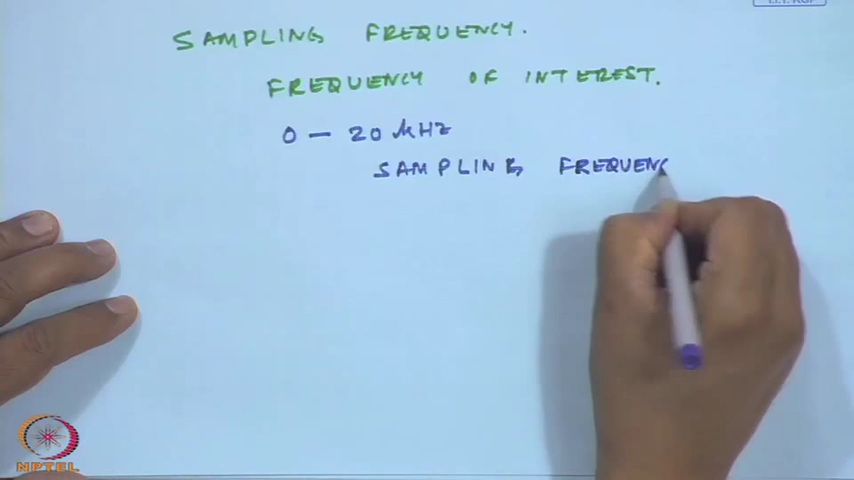 SAMPLING FREQUENCY.
FREQUENCY OF INTEREST.
0 — 20 kHz
SAMPLING FREQUENC
NPTEL